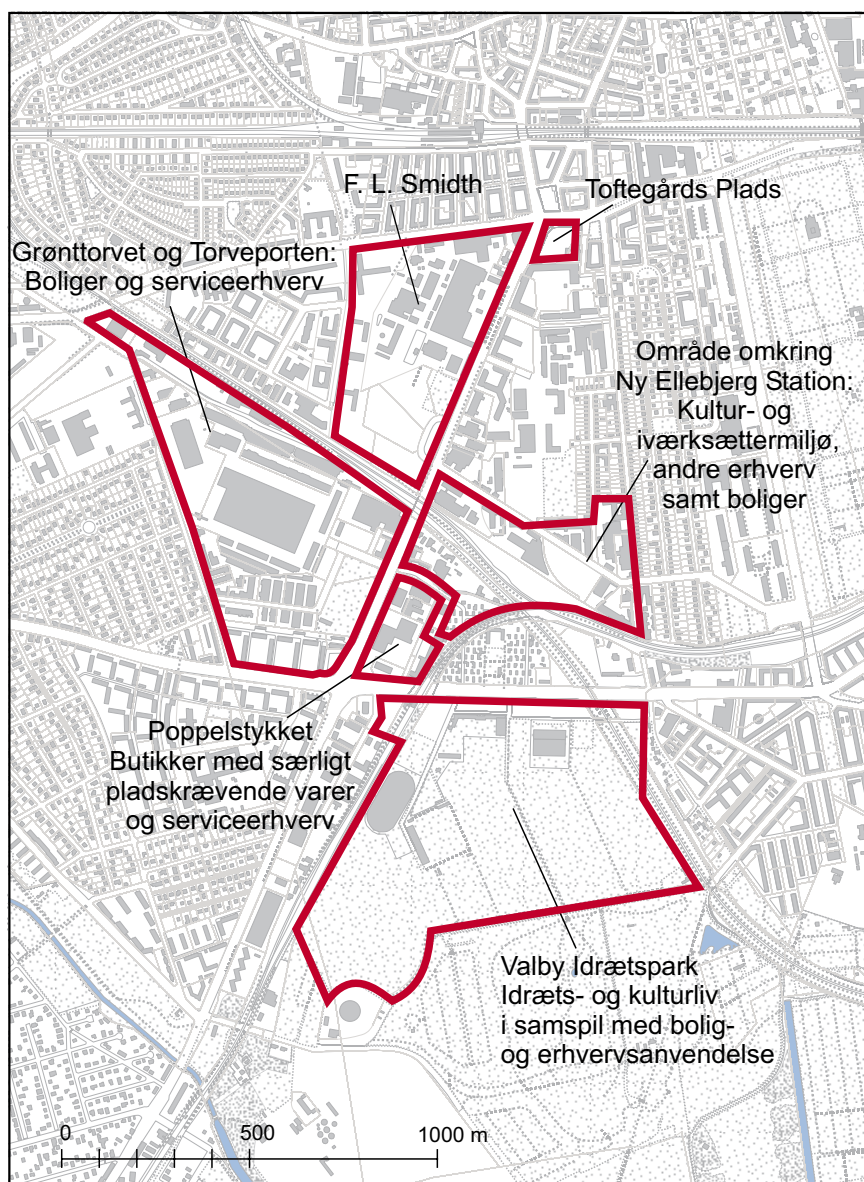 F. L. Smidth
Toftegårds Plads
Grønttorvet og Torveporten:
Boliger og serviceerhverv
Område omkring
Ny Ellebjerg Station:
Kultur- og
iværksættermiljø,
andre erhverv
samt boliger
Poppelstykket
Butikker med særligt
pladskrævende varer
og serviceerhverv
Valby Idrætspark
Idræts- og kulturliv
i samspil med bolig-
og erhvervsanvendelse
0 500 1000 m